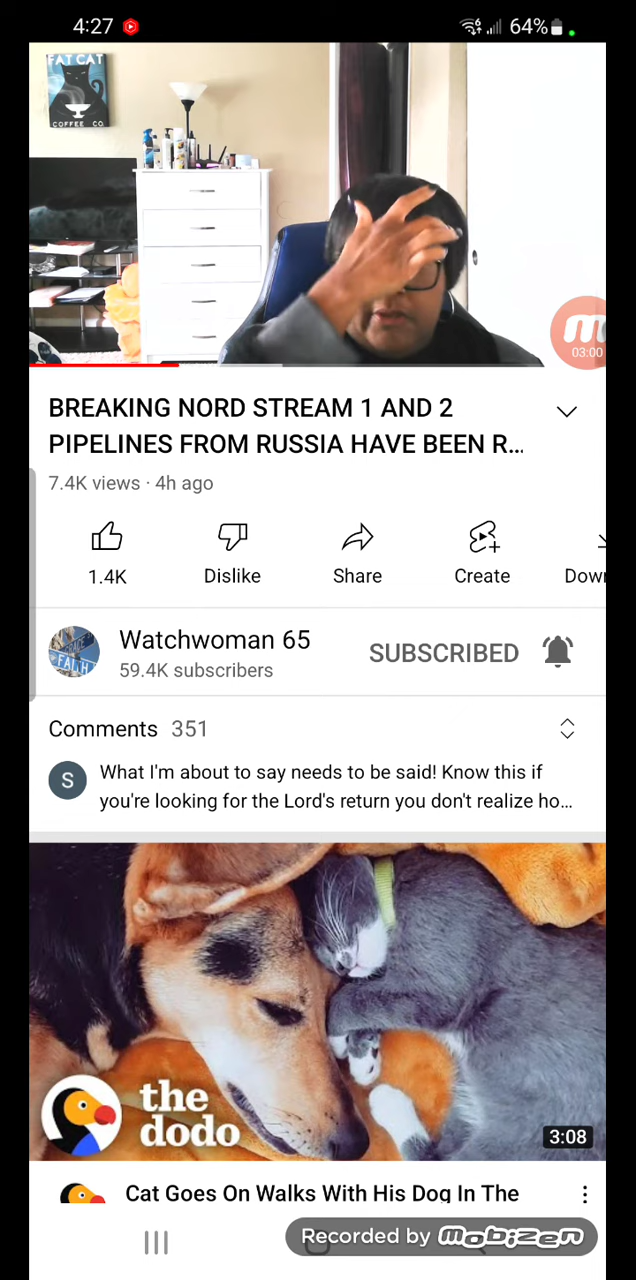 4:27
64%
FAT CAT
COFFEE CO.
03:00
BREAKING NORD STREAM 1 AND 2
PIPELINES FROM RUSSIA HAVE BEEN R...
7.4K views · 4h ago
1.4K
Dislike
Share
Create
Dow
Watchwoman 65
59.4K subscribers
SUBSCRIBED
FAITH
Comments 351
S
What I'm about to say needs to be said! Know this if
you're looking for the Lord's return you don't realize ho...
the
dodo
3:08
Cat Goes On Walks With His Dog In The
Recorded by mobizen